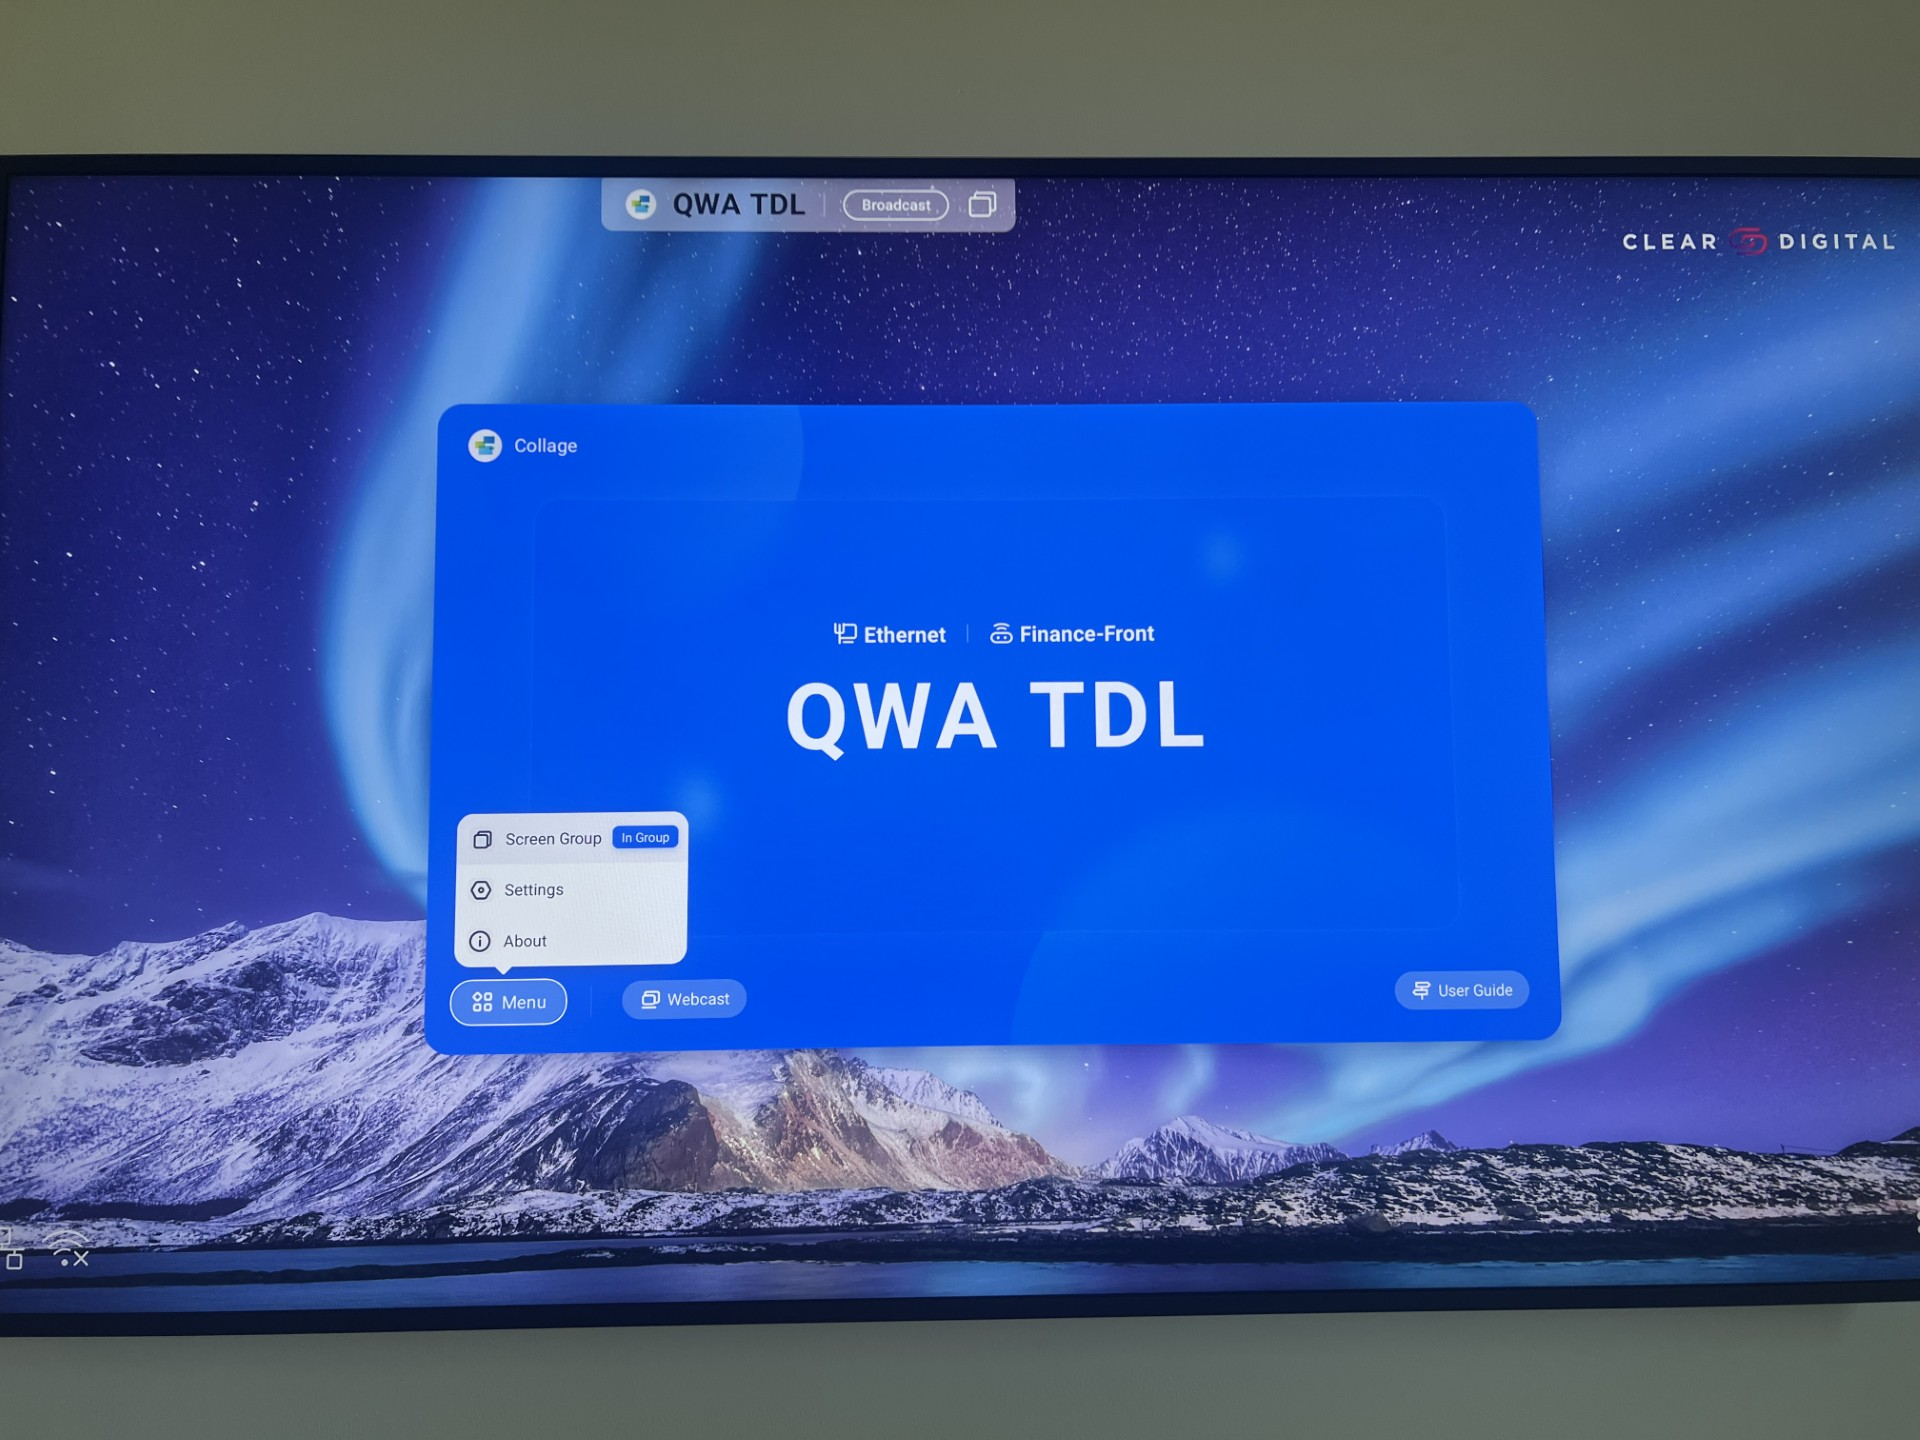 QWA TDL
Broadcast
CLEAR DIGITAL
Collage
Ethernet
Finance-Front
QWA TDL
Screen Group
In Group
Settings
About
Menu
Webcast
User Guide